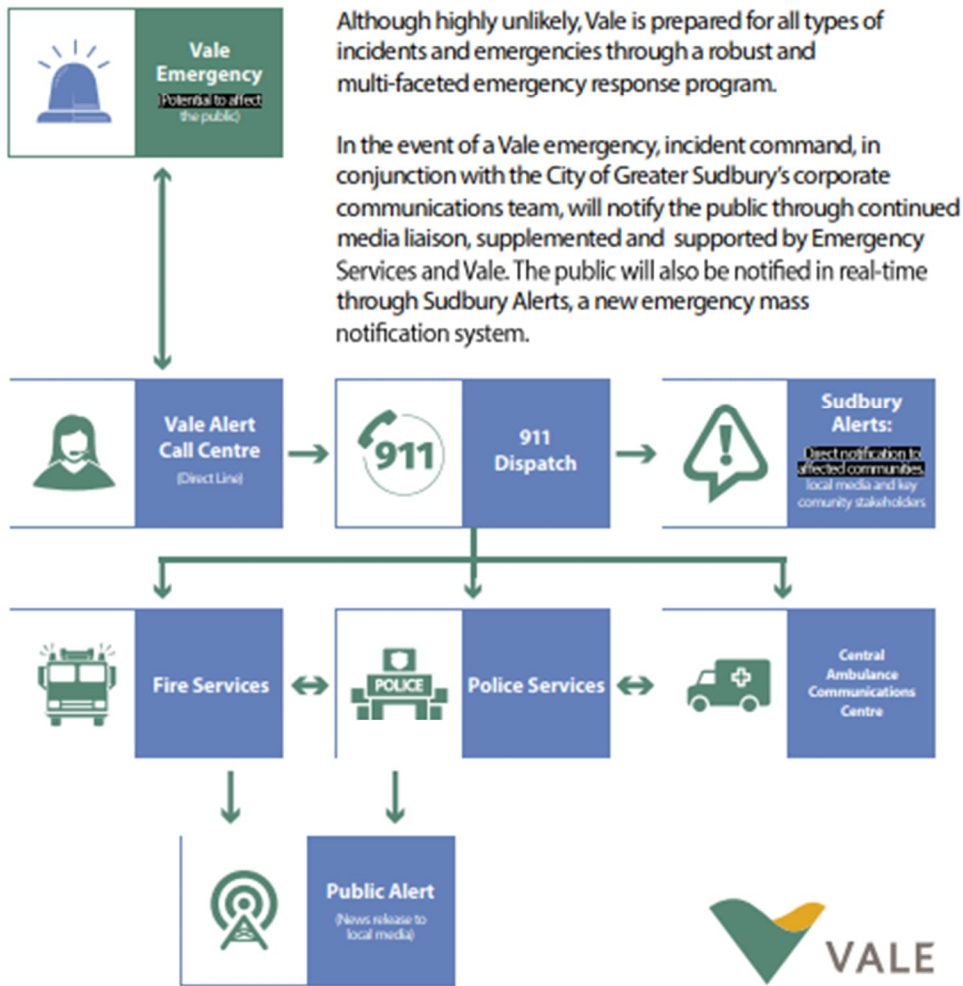 Vale
Emergency
(Potential to affect
the public)
Although highly unlikely, Vale is prepared for all types of
incidents and emergencies through a robust and
multi-faceted emergency response program.
In the event of a Vale emergency, incident command, in
conjunction with the City of Greater Sudbury's corporate
communications team, will notify the public through continued
media liaison, supplemented and supported by Emergency
Services and Vale. The public will also be notified in real-time
through Sudbury Alerts, a new emergency mass
notification system.
Vale Alert
Call Centre
(Direct Line)
911
911
Dispatch
Sudbury
Alerts:
Direct notification to
affected communities,
local media and key
comunity stakeholders
Fire Services
POLICE
Police Services
Central
Ambulance
Communications
Centre
Public Alert
(News release to
local media)
VALE